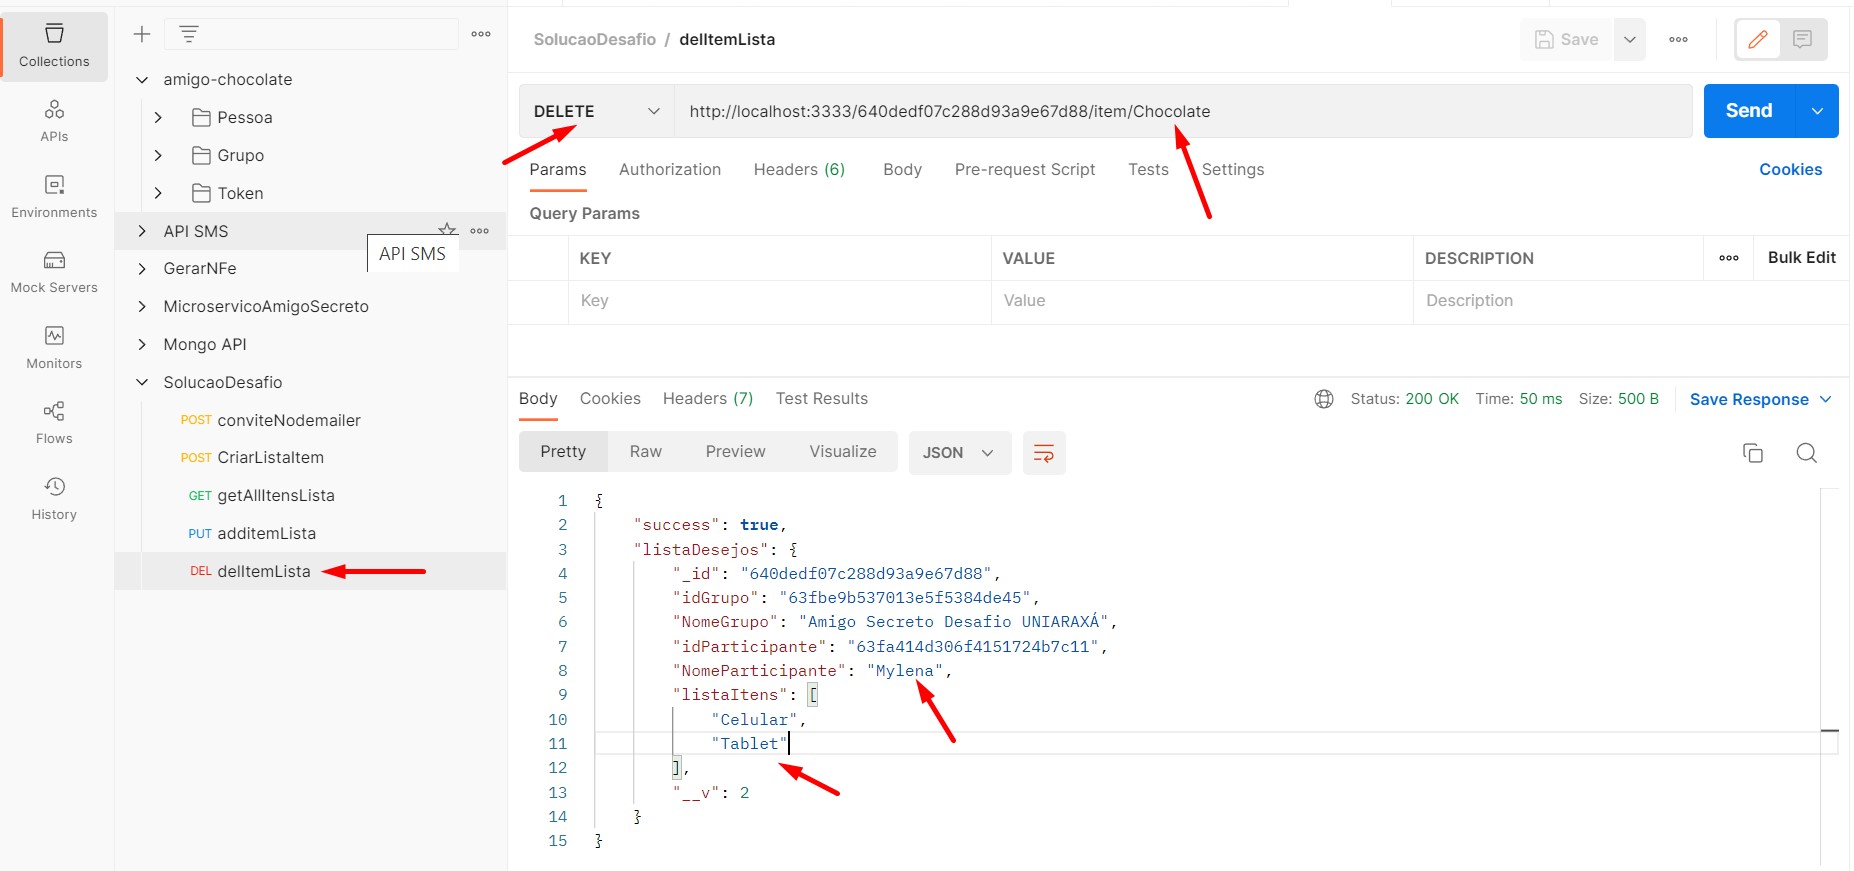 Collections
APIs
Environments
Mock Servers
Monitors
Flows
History
amigo-chocolate
Pessoa
Grupo
Token
API SMS
API SMS
GerarNFe
MicroservicoAmigoSecreto
Mongo API
SolucaoDesafio
POST conviteNodemailer
POST CriarListaItem
GET getAllItensLista
PUT additemLista
DEL delItemLista
SolucaoDesafio / delItemLista
Save
DELETE http://localhost:3333/640dedf07c288d93a9e67d88/item/Chocolate Send
Params Authorization Headers (6) Body Pre-request Script Tests Settings Cookies
Query Params
KEY VALUE DESCRIPTION Bulk Edit
Key Value Description
Body Cookies Headers (7) Test Results Status: 200 OK Time: 50 ms Size: 500 B Save Response
Pretty Raw Preview Visualize JSON
1 {
2 "success": true,
3 "listaDesejos": {
4 "_id": "640dedf07c288d93a9e67d88",
5 "idGrupo": "63fbe9b537013e5f5384de45",
6 "NomeGrupo": "Amigo Secreto Desafio UNIARAXÁ",
7 "idParticipante": "63fa414d306f4151724b7c11",
8 "NomeParticipante": "Mylena",
9 "listaItens": [
10 "Celular",
11 "Tablet"
12 ],
13 "__v": 2
14 }
15 }